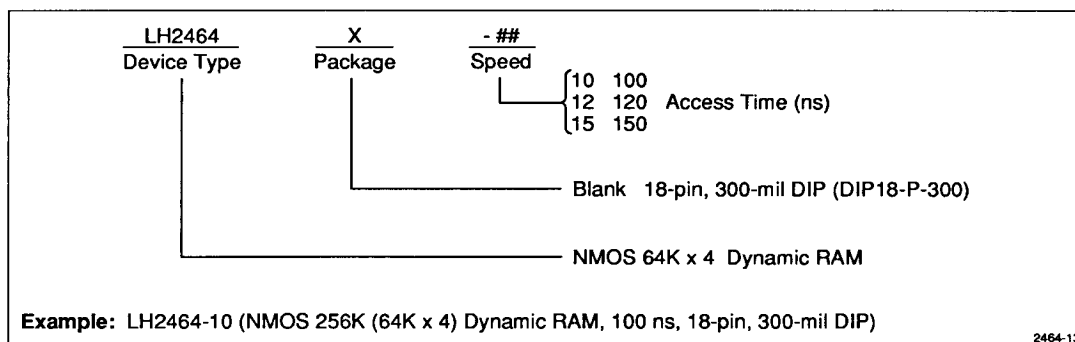 LH2464 X - ##
Device Type Package Speed
10 100
12 120 Access Time (ns)
15 150
Blank 18-pin, 300-mil DIP (DIP18-P-300)
NMOS 64K x 4 Dynamic RAM
Example: LH2464-10 (NMOS 256K (64K x 4) Dynamic RAM, 100 ns, 18-pin, 300-mil DIP)